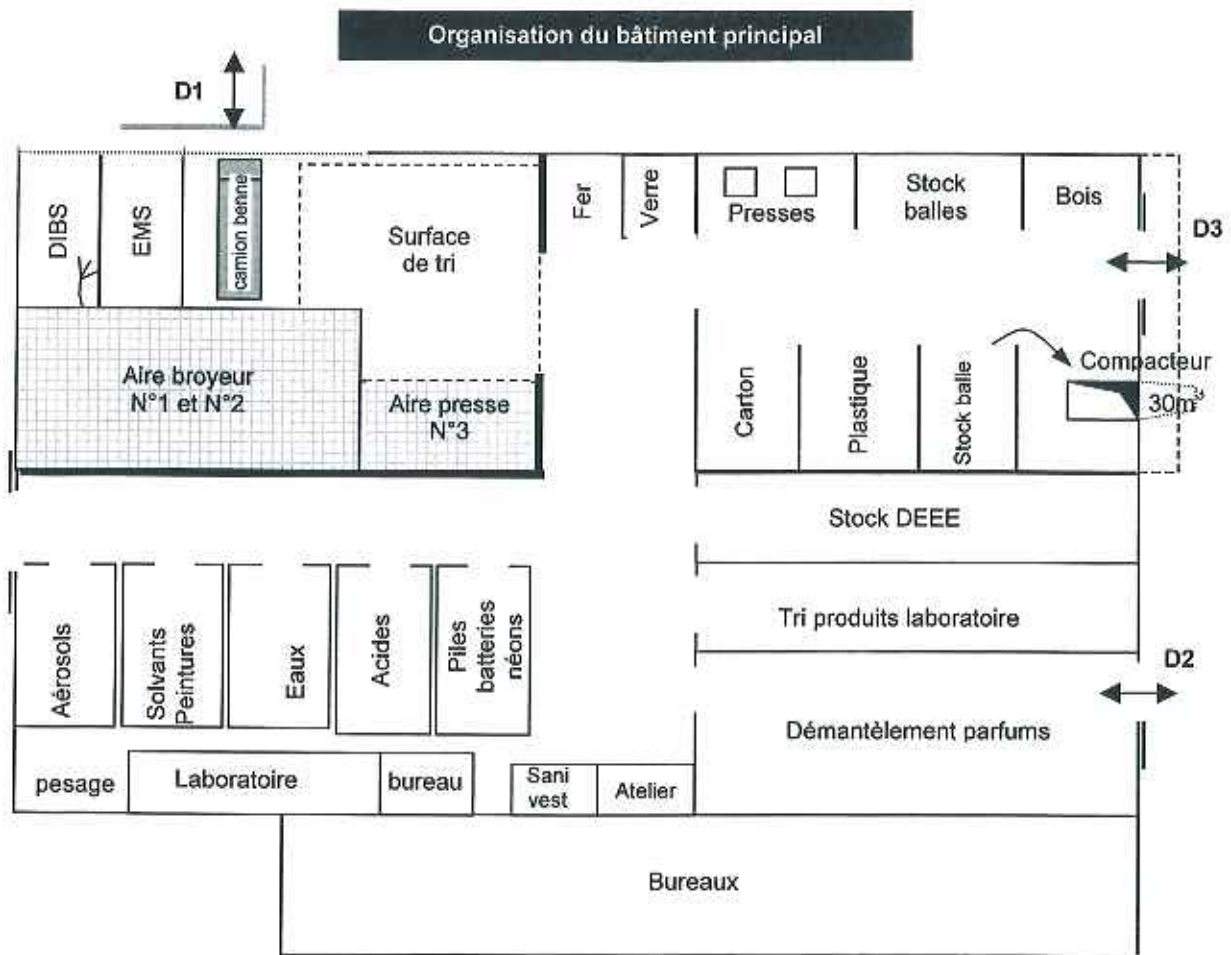 Organisation du bâtiment principal
D1
DIBS
EMS
camion benne
Surface
de tri
Fer
Verre
Presses
Stock
balles
Bois
D3
Aire broyeur
N°1 et N°2
Aire presse
N°3
Carton
Plastique
Stock balle
Compacteur
30m³
Stock DEEE
Tri produits laboratoire
D2
Démantèlement parfums
Aérosols
Solvants
Peintures
Eaux
Acides
Piles
batteries
néons
pesage
Laboratoire
bureau
Sani
vest
Atelier
Bureaux